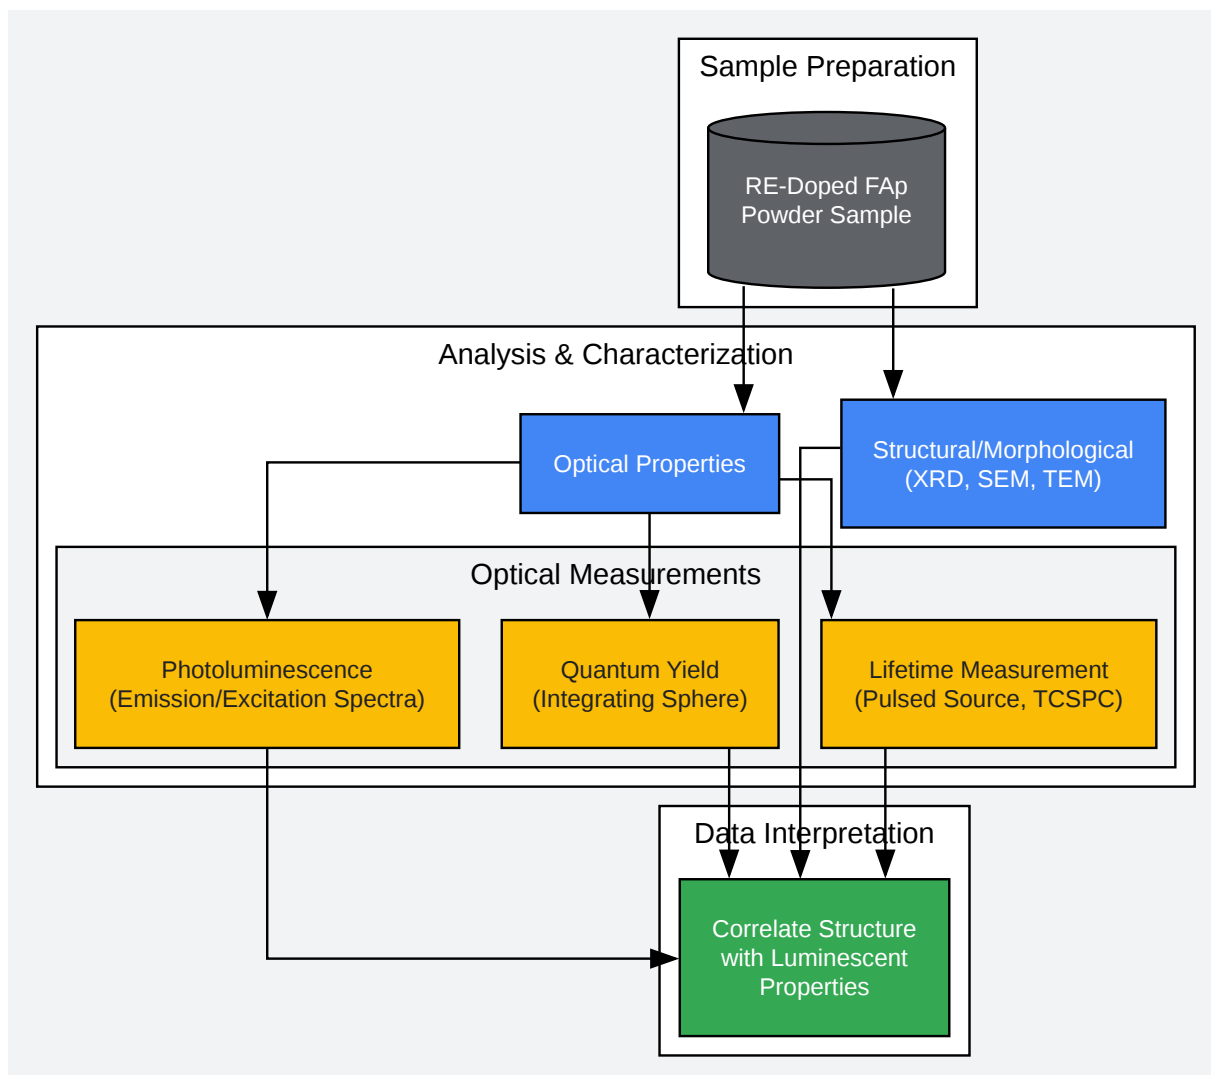 Sample Preparation
RE-Doped FAp
Powder Sample
Analysis & Characterization
Optical Properties
Structural/Morphological
(XRD, SEM, TEM)
Optical Measurements
Photoluminescence
(Emission/Excitation Spectra)
Quantum Yield
(Integrating Sphere)
Lifetime Measurement
(Pulsed Source, TCSPC)
Data Interpretation
Correlate Structure
with Luminescent
Properties